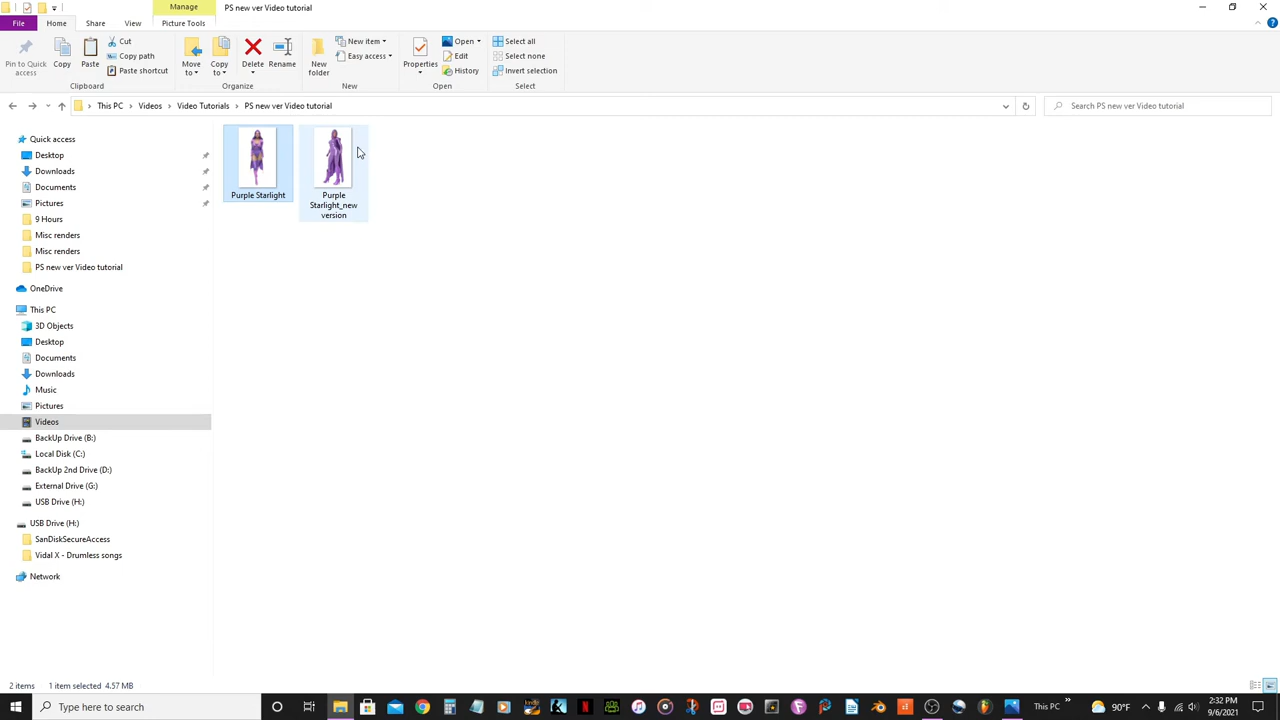 Manage
PS new ver Video tutorial
File
Home
Share
View
Picture Tools
Pin to Quick access
Copy
Paste
Cut
Copy path
Paste shortcut
Clipboard
Move to
Copy to
Delete
Rename
Organize
New folder
New item
Easy access
New
Properties
Open
Edit
History
Open
Select all
Select none
Invert selection
Select
This PC > Videos > Video Tutorials > PS new ver Video tutorial
Search PS new ver Video tutorial
Quick access
Desktop
Downloads
Documents
Pictures
9 Hours
Misc renders
Misc renders
PS new ver Video tutorial
OneDrive
This PC
3D Objects
Desktop
Documents
Downloads
Music
Pictures
Videos
BackUp Drive (B:)
Local Disk (C:)
BackUp 2nd Drive (D:)
External Drive (G:)
USB Drive (H:)
USB Drive (H:)
SanDiskSecureAccess
Vidal X - Drumless songs
Network
Purple Starlight
Purple
Starlight_new
version
2 items
1 item selected 4.57 MB
Type here to search
90°F
2:32 PM
9/6/2021